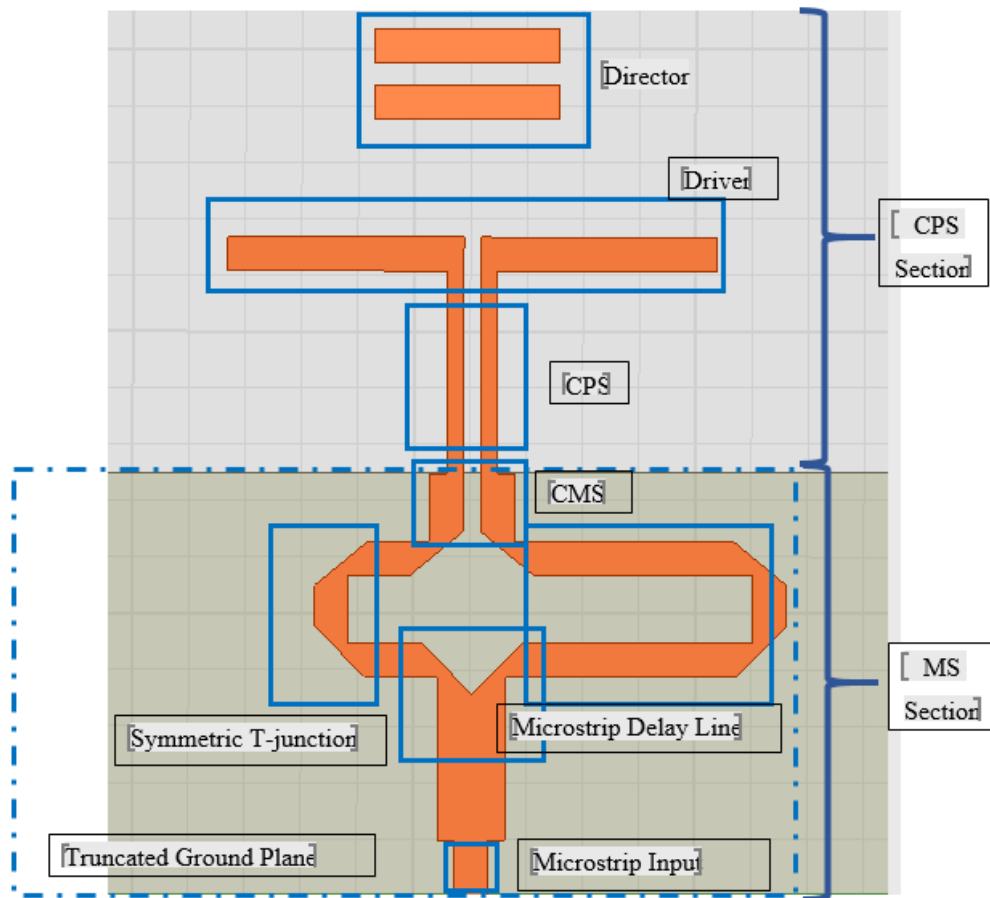 Director
Driver
CPS
Section
CPS
CMS
MS
Section
Symmetric T-junction
Microstrip Delay Line
Truncated Ground Plane
Microstrip Input